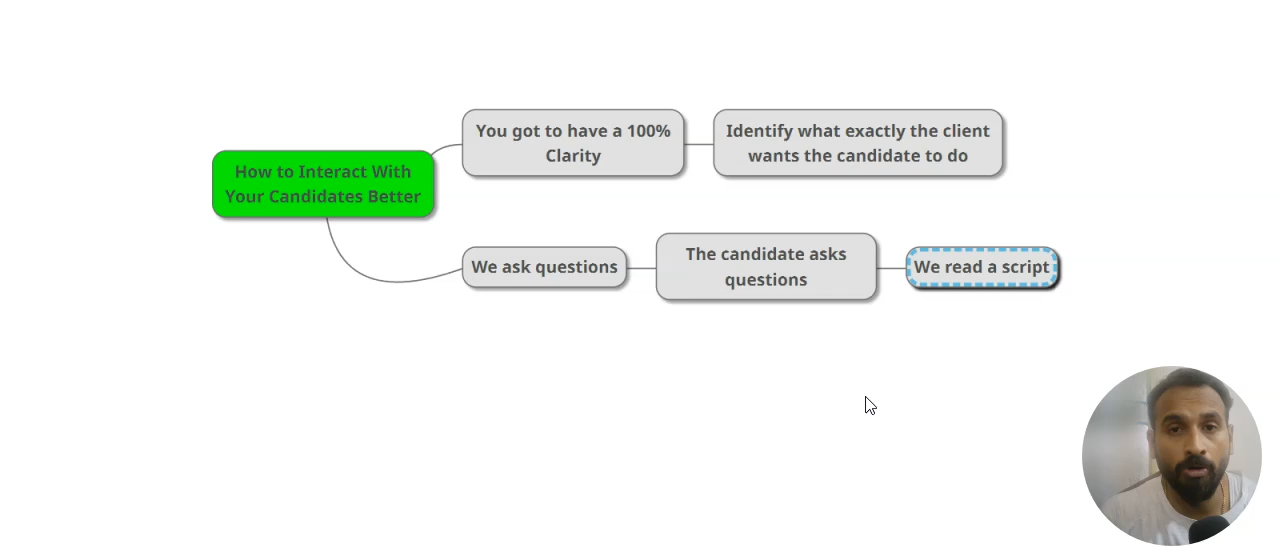 How to Interact With
Your Candidates Better
You got to have a 100%
Clarity
Identify what exactly the client
wants the candidate to do
We ask questions
The candidate asks
questions
We read a script